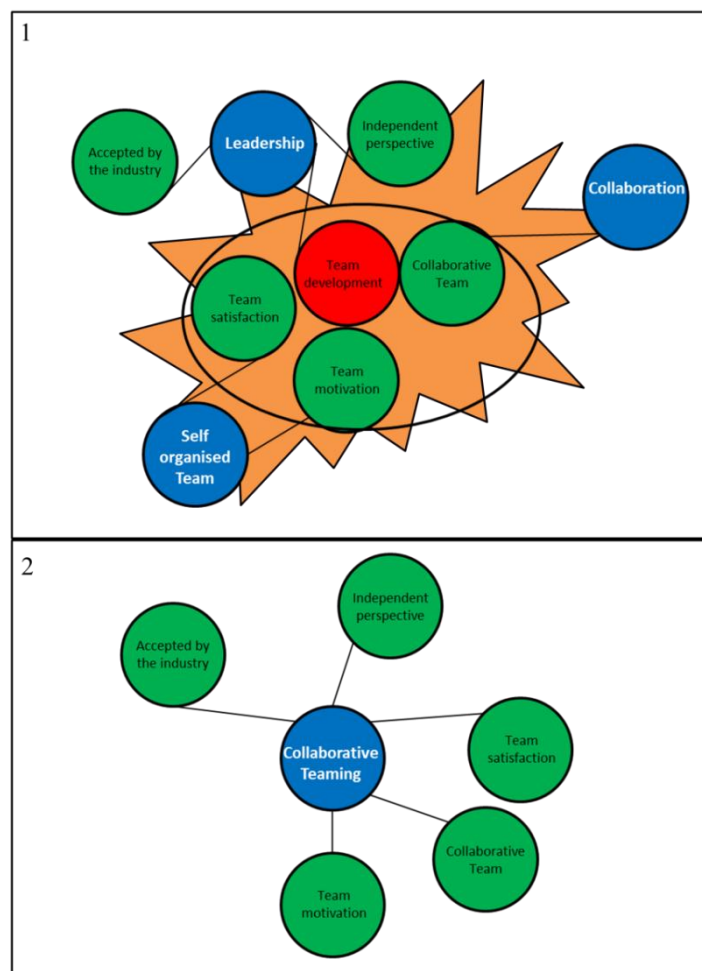 1
Accepted by
the industry
Leadership
Independent
perspective
Collaboration
Team
satisfaction
Team
development
Collaborative
Team
Team
motivation
Self
organised
Team
2
Independent
perspective
Accepted by
the industry
Collaborative
Teaming
Team
satisfaction
Collaborative
Team
Team
motivation